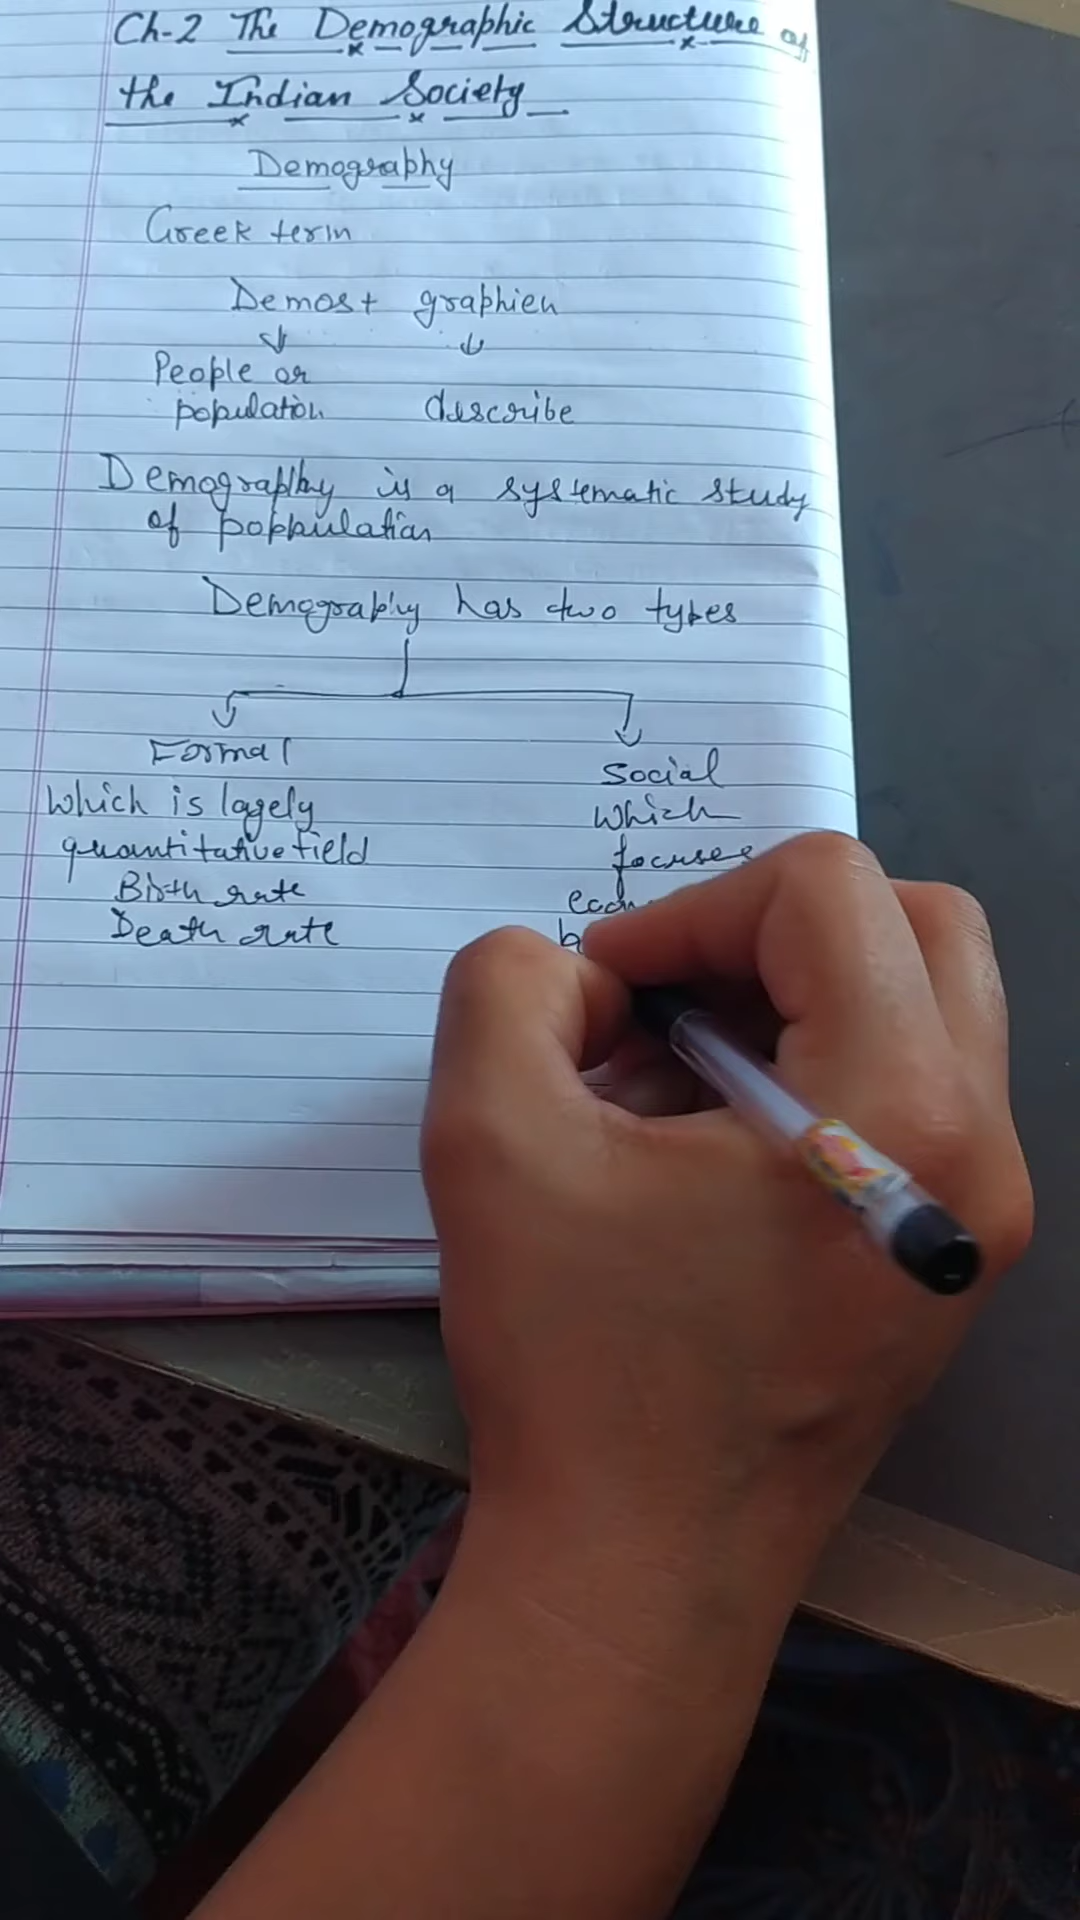 Ch-2 The Demographic Structure of
the Indian Society
Demography
Greek term
Demos + graphien
People or
population describe
Demography is a systematic study
of poppulation
Demography has two types
Formal
Social
Which is lagely
which
quantitative field
focuses
Birth rate
Death rate